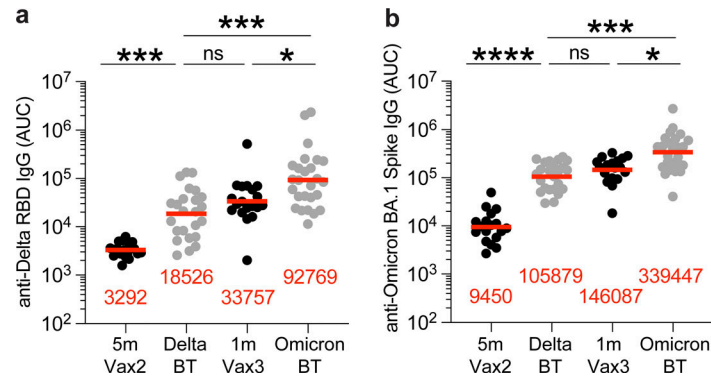 a
***
***
ns
*
anti-Delta RBD IgG (AUC)
10⁷
10⁶
10⁵
10⁴
10³
10²
3292
18526
33757
92769
5m
Vax2
Delta
BT
1m
Vax3
Omicron
BT
b
***
****
ns
*
anti-Omicron BA.1 Spike IgG (AUC)
10⁷
10⁶
10⁵
10⁴
10³
10²
9450
105879
146087
339447
5m
Vax2
Delta
BT
1m
Vax3
Omicron
BT